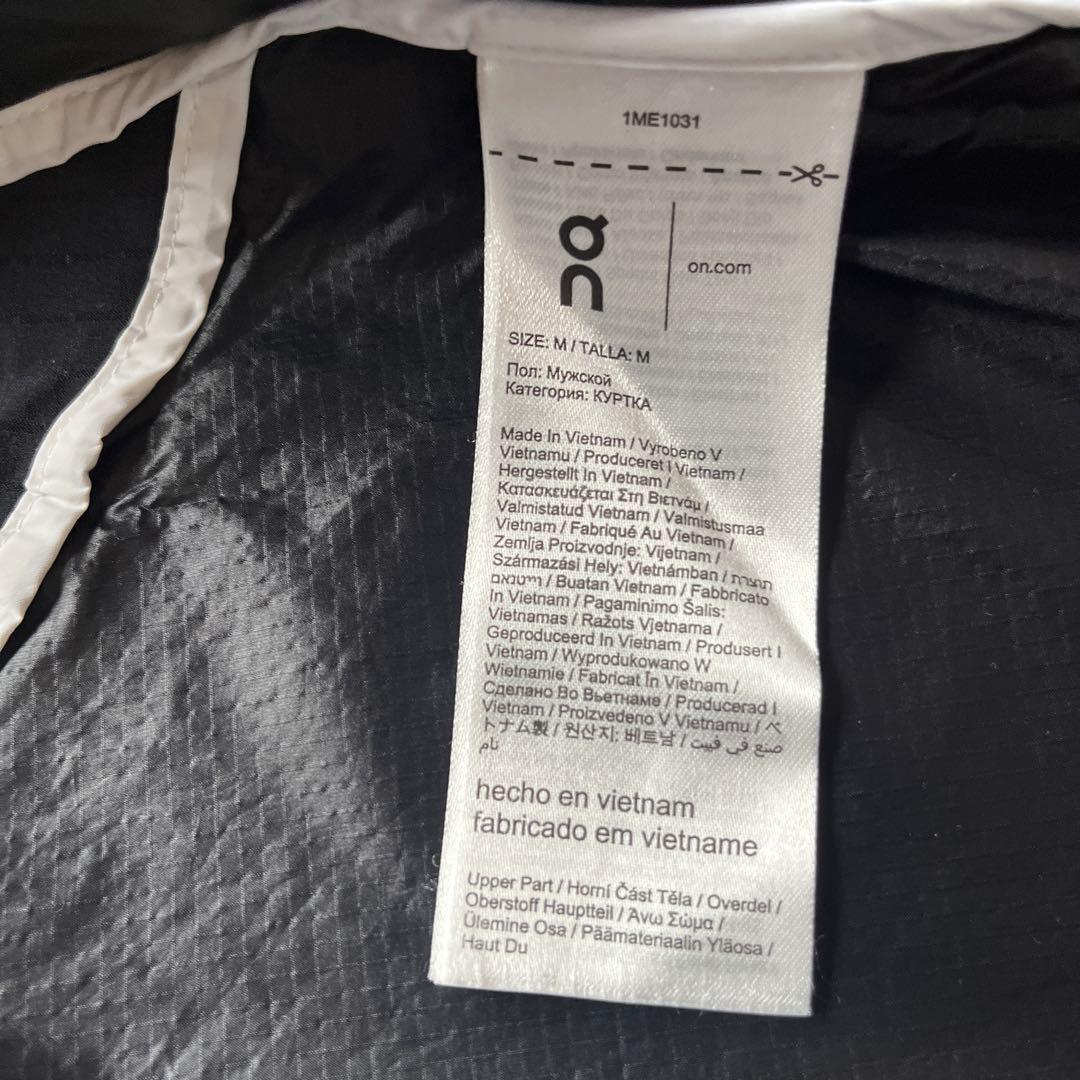 1ME1031
on.com
SIZE: M / TALLA: M
Пол: Мужской
Категория: КУРТКА
Made In Vietnam / Vyrobeno V
Vietnamu / Produceret I Vietnam /
Hergestellt In Vietnam /
Κατασκευάζεται Στη Βιετνάμ /
Valmistatud Vietnam / Valmistusmaa
Vietnam / Fabriqué Au Vietnam /
Zemlja Proizvodnje: Vijetnam /
Származási Hely: Vietnámban / תוצרת
וייטנאם / Buatan Vietnam / Fabbricato
In Vietnam / Pagaminimo Šalis:
Vietnamas / Ražots Vjetnama /
Geproduceerd In Vietnam / Produsert I
Vietnam / Wyprodukowano W
Wietnamie / Fabricat În Vietnam /
Сделано Во Вьетнаме / Producerad I
Vietnam / Proizvedeno V Vietnamu / ベ
トナム製 / 원산지: 베트남 / صنع في فييت
نام
hecho en vietnam
fabricado em vietname
Upper Part / Horní Část Těla / Overdel /
Oberstoff Hauptteil / Άνω Σώμα /
Ülemine Osa / Päämateriaalin Yläosa /
Haut Du